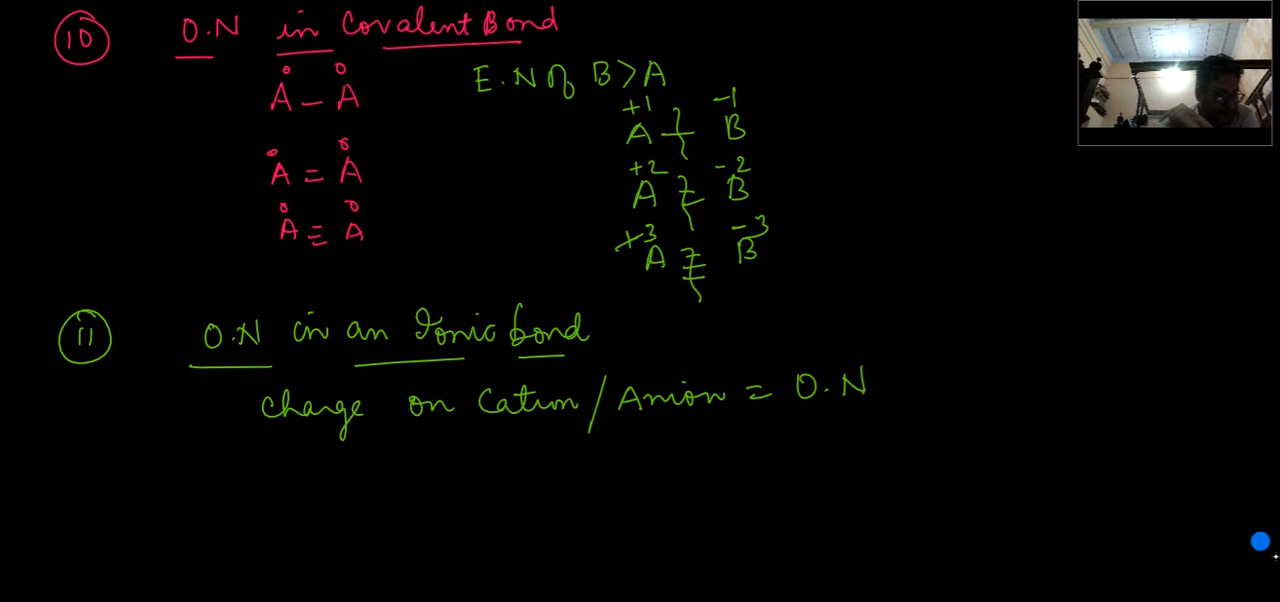 10 O.N in Covalent Bond
0 0
A – A
0 0
A = A
0 0
A ≡ A
E.N of B > A
+1 -1
A – B
+2 -2
A = B
+3 -3
A ≡ B
11 O.N in an Ionic bond
Charge on Cation / Anion = O.N